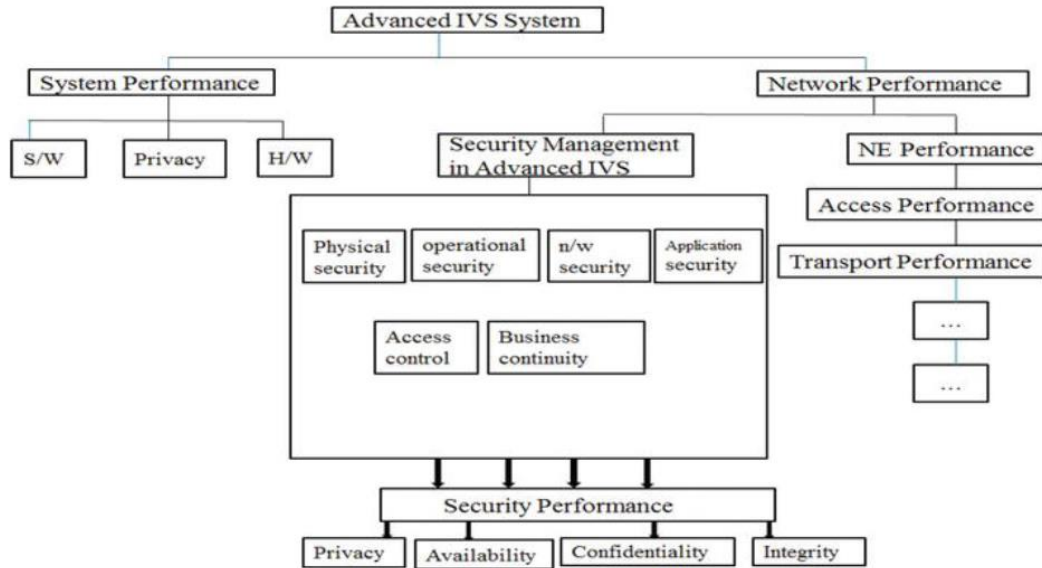 Advanced IVS System
System Performance
Network Performance
S/W
Privacy
H/W
Security Management
in Advanced IVS
NE Performance
Access Performance
Transport Performance
...
...
Physical
security
operational
security
n/w
security
Application
security
Access
control
Business
continuity
Security Performance
Privacy
Availability
Confidentiality
Integrity